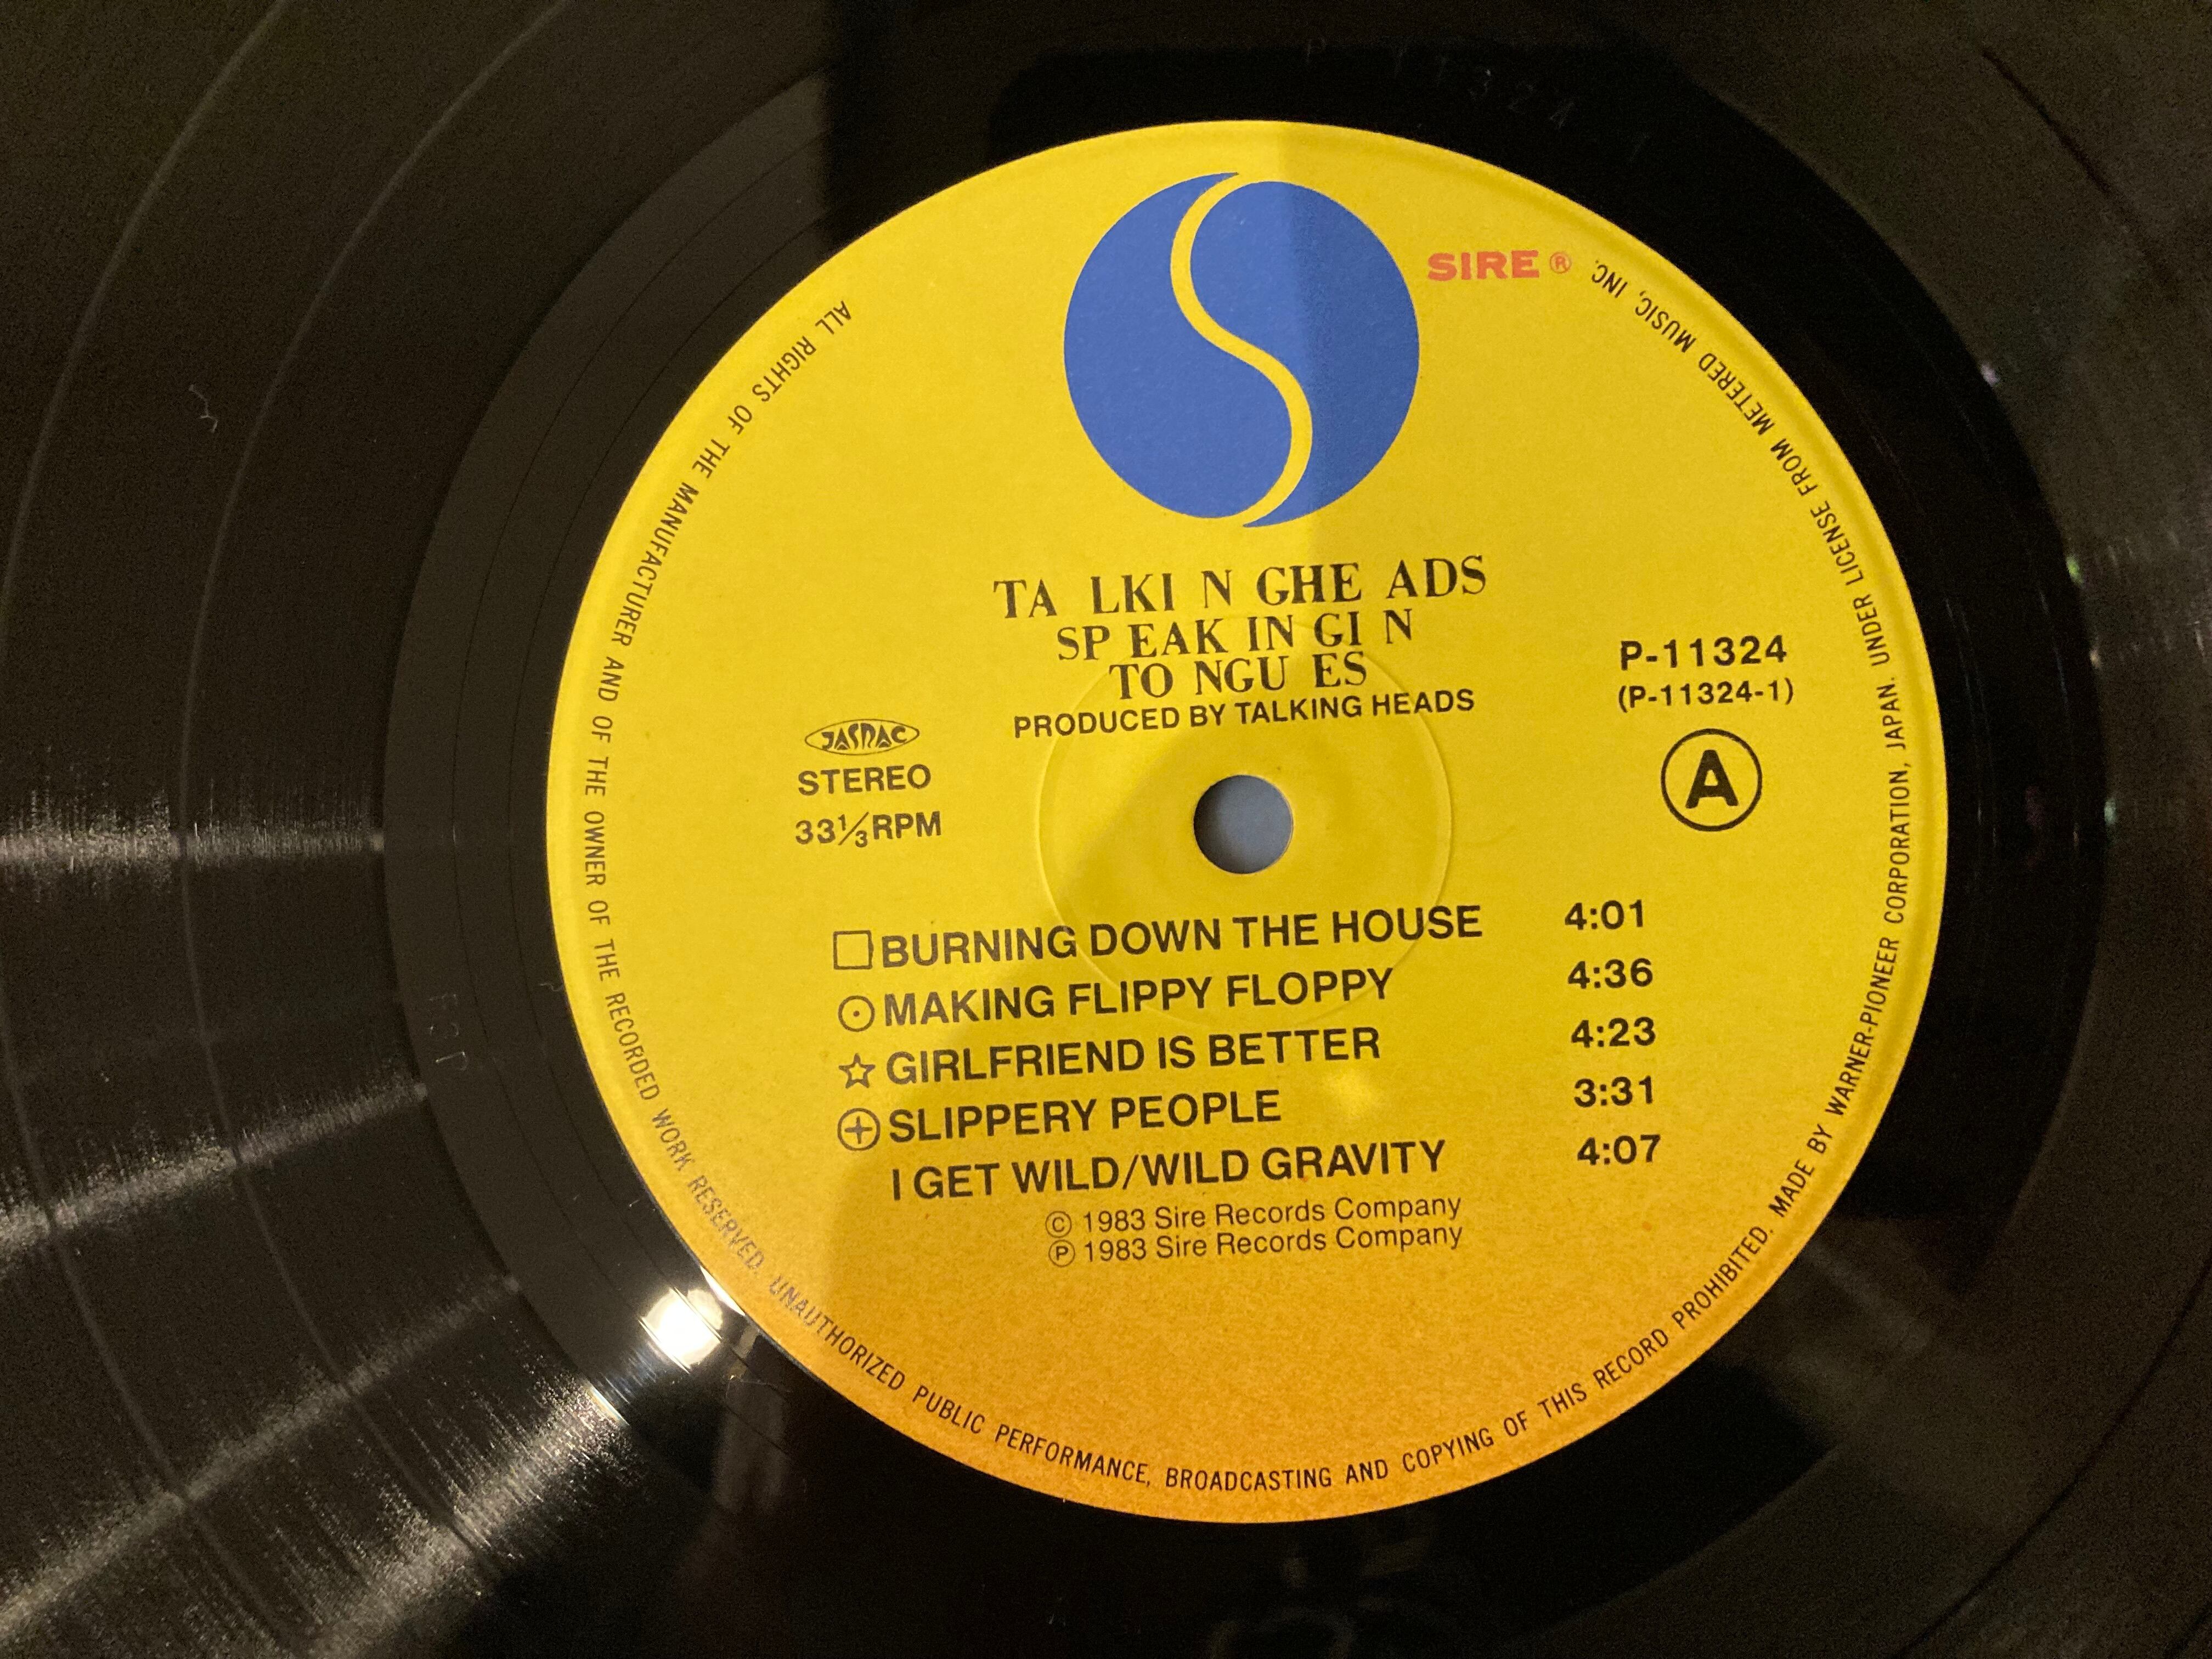 SIRE ®
TA LKI N GHE ADS
SP EAK IN GI N
TO NGU ES
PRODUCED BY TALKING HEADS
P-11324
(P-11324-1)
JASRAC
STEREO
33⅓RPM
A
BURNING DOWN THE HOUSE 4:01
MAKING FLIPPY FLOPPY 4:36
GIRLFRIEND IS BETTER 4:23
SLIPPERY PEOPLE 3:31
I GET WILD/WILD GRAVITY 4:07
© 1983 Sire Records Company
℗ 1983 Sire Records Company
ALL RIGHTS OF THE MANUFACTURER AND OF THE OWNER OF THE RECORDED WORK RESERVED. UNAUTHORIZED PUBLIC PERFORMANCE, BROADCASTING AND COPYING OF THIS RECORD PROHIBITED. MADE BY WARNER-PIONEER CORPORATION, JAPAN. UNDER LICENSE FROM METERED MUSIC, INC.